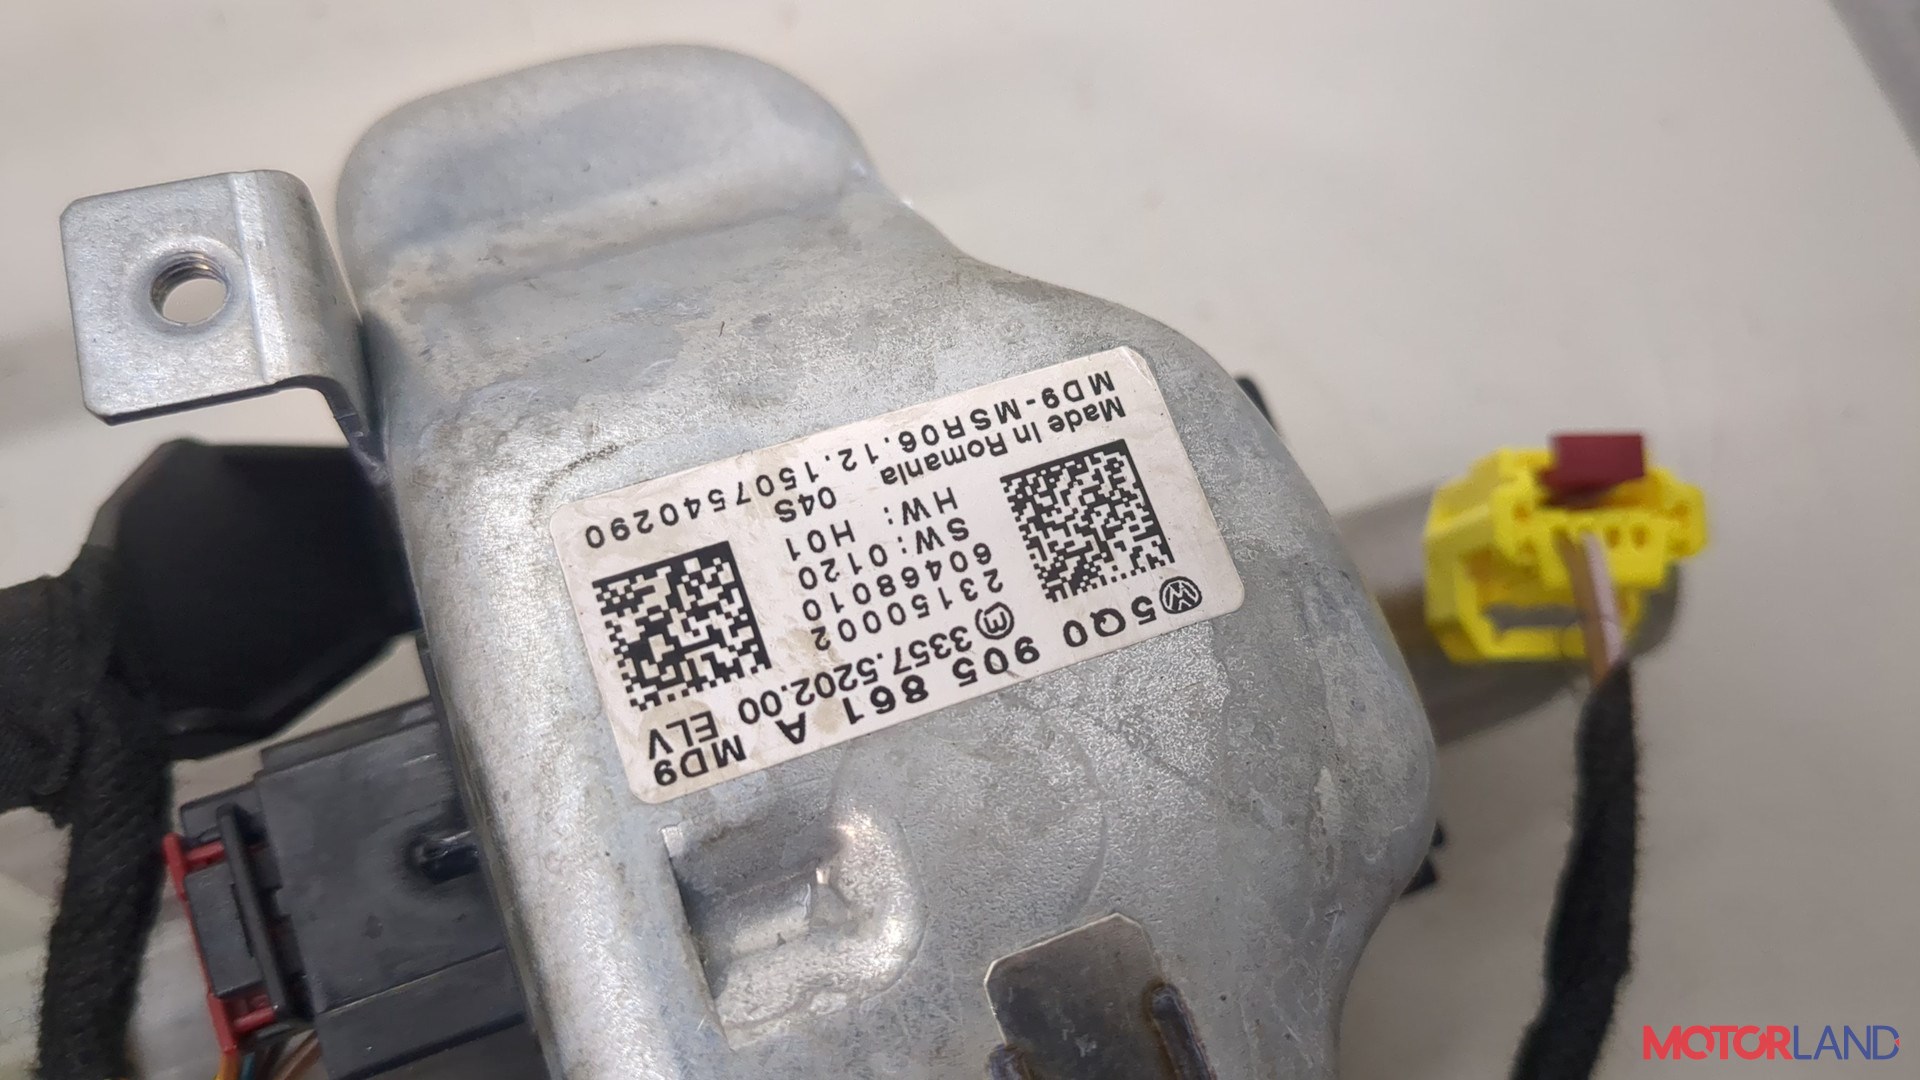 5Q0 905 861 A MD9
3357.5202.00 ELV
23150002
60468010
SW: 0120 H01
HW: 04S
Made In Romania
MD9-MSR06.12.1507540290
MOTORLAND